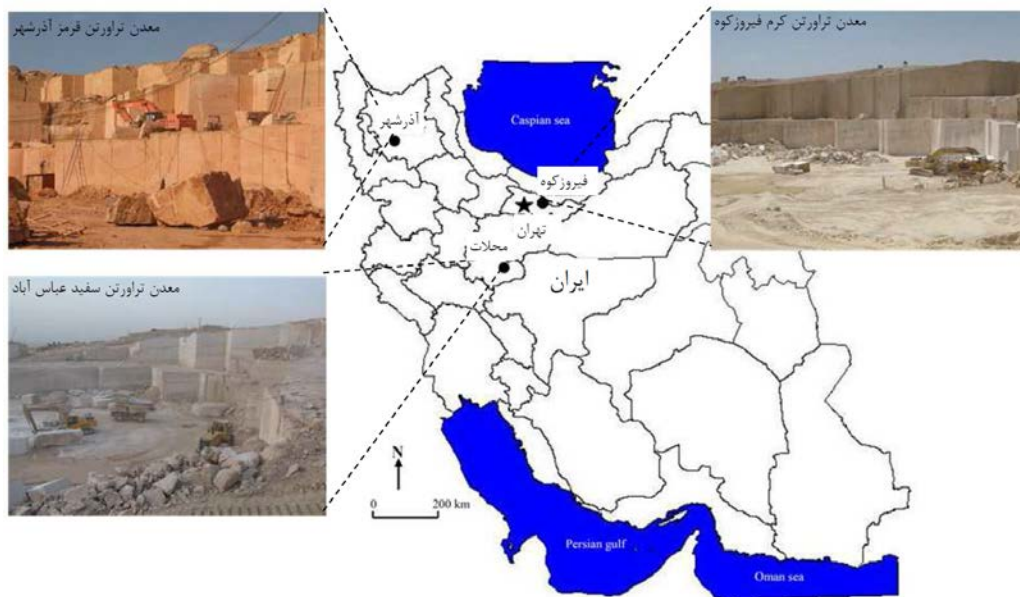 معدن تراورتن قرمز آذرشهر
معدن تراورتن کرم فیروزکوه
آذرشهر
Caspian sea
فیروزکوه
تهران
محلات
ایران
معدن تراورتن سفید عباس آباد
N
0 200 km
Persian gulf
Oman sea